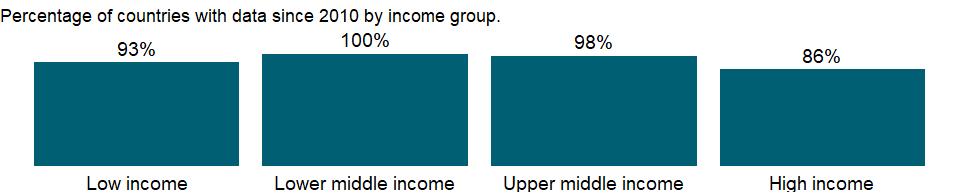 Percentage of countries with data since 2010 by income group.
93%
100%
98%
86%
Low income
Lower middle income
Upper middle income
High income